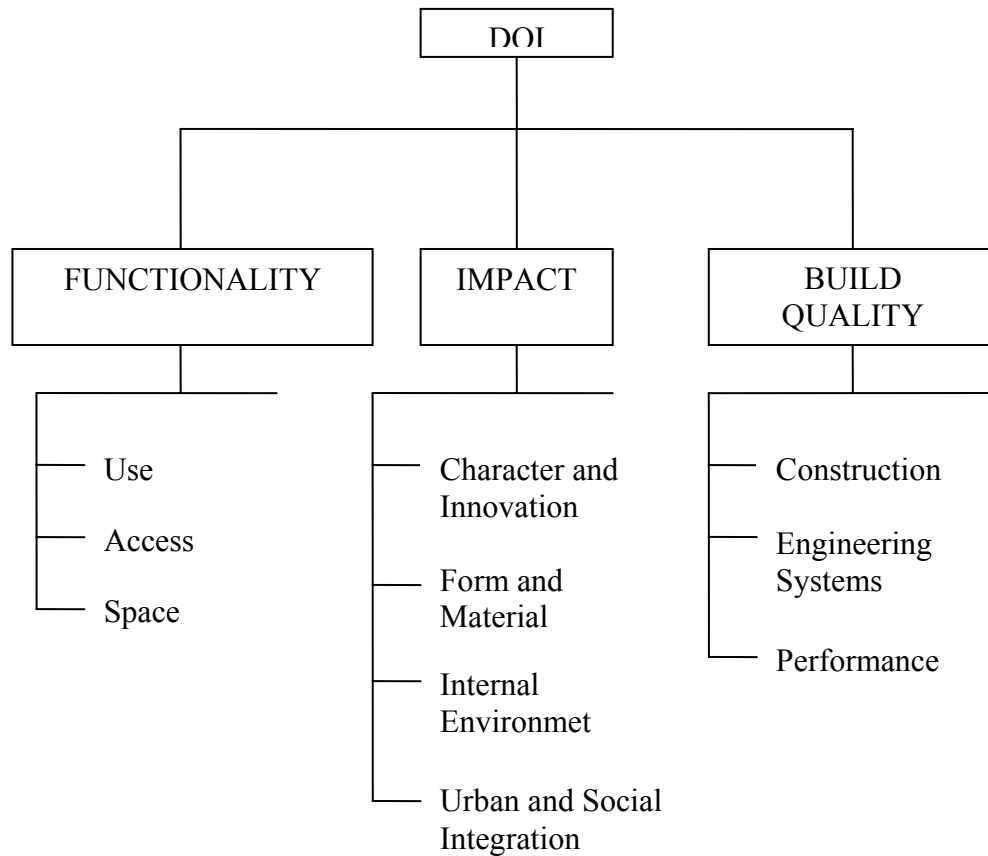 FUNCTIONALITY
IMPACT
BUILD
QUALITY
Use
Access
Space
Character and
Innovation
Form and
Material
Internal
Environmet
Urban and Social
Integration
Construction
Engineering
Systems
Performance